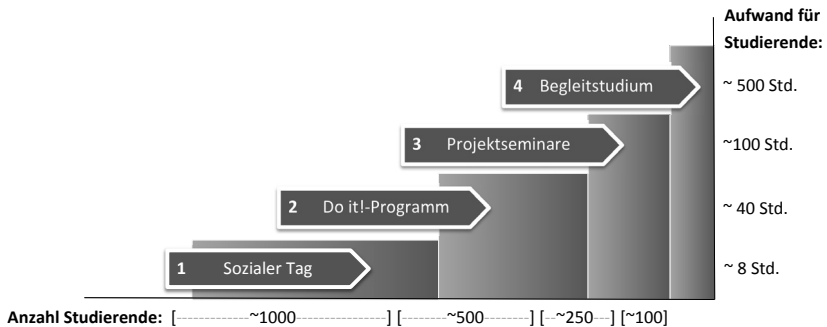 Aufwand für
Studierende:
4 Begleitstudium
~ 500 Std.
3 Projektseminare
~100 Std.
2 Do it!-Programm
~ 40 Std.
1 Sozialer Tag
~ 8 Std.
Anzahl Studierende: [-------------~1000----------------] [--------~500--------------] [--~250---] [~100]